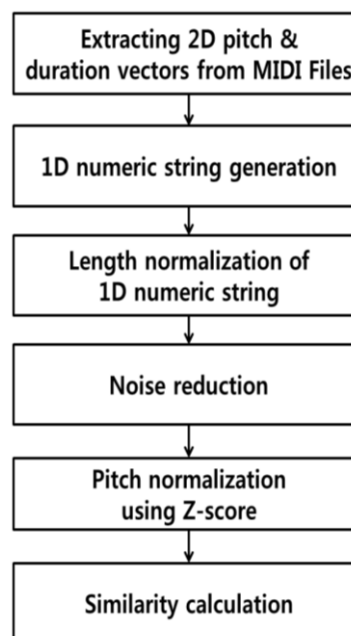 Extracting 2D pitch &
duration vectors from MIDI Files
1D numeric string generation
Length normalization of
1D numeric string
Noise reduction
Pitch normalization
using Z-score
Similarity calculation